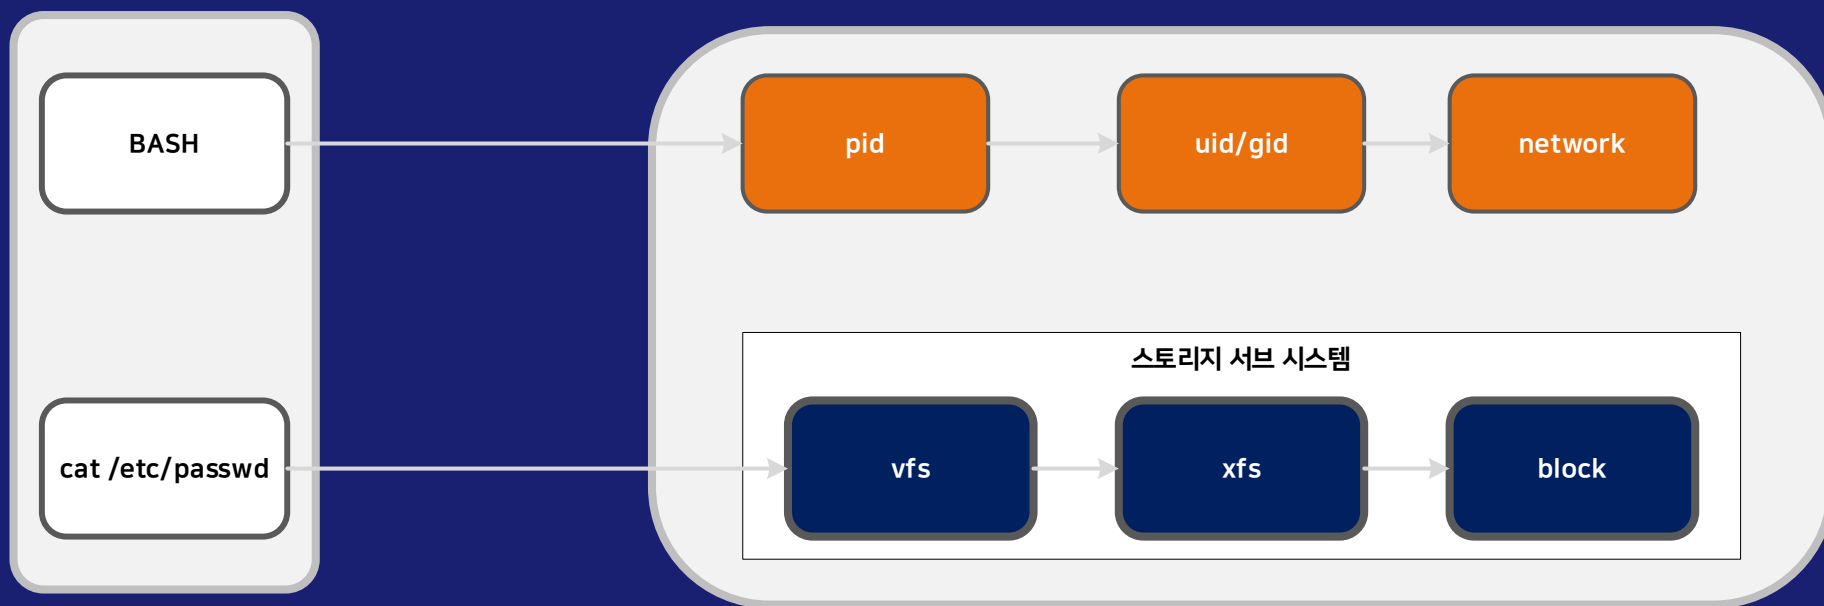 BASH
pid
uid/gid
network
스토리지 서브 시스템
cat /etc/passwd
vfs
xfs
block